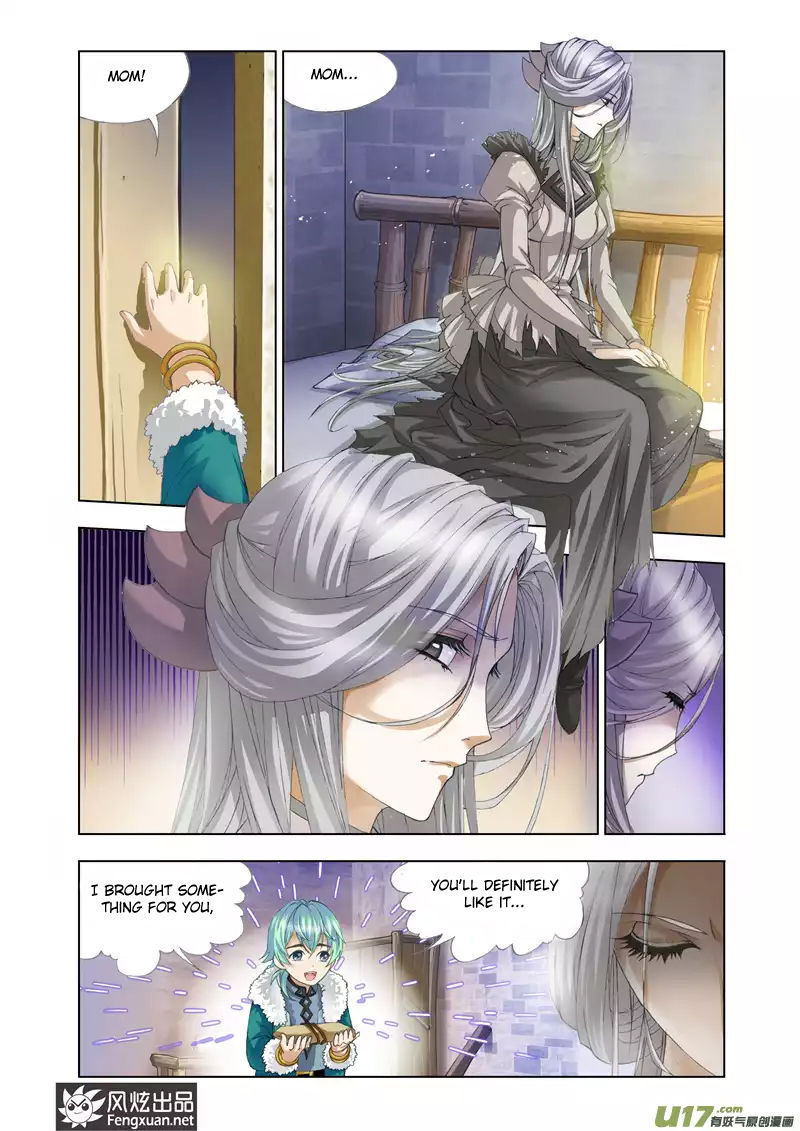 MOM!
MOM...
I BROUGHT SOME-
THING FOR YOU,
YOU'LL DEFINITELY
LIKE IT...
风炫出品
Fengxuan.net
U17.com
有妖气原创漫画